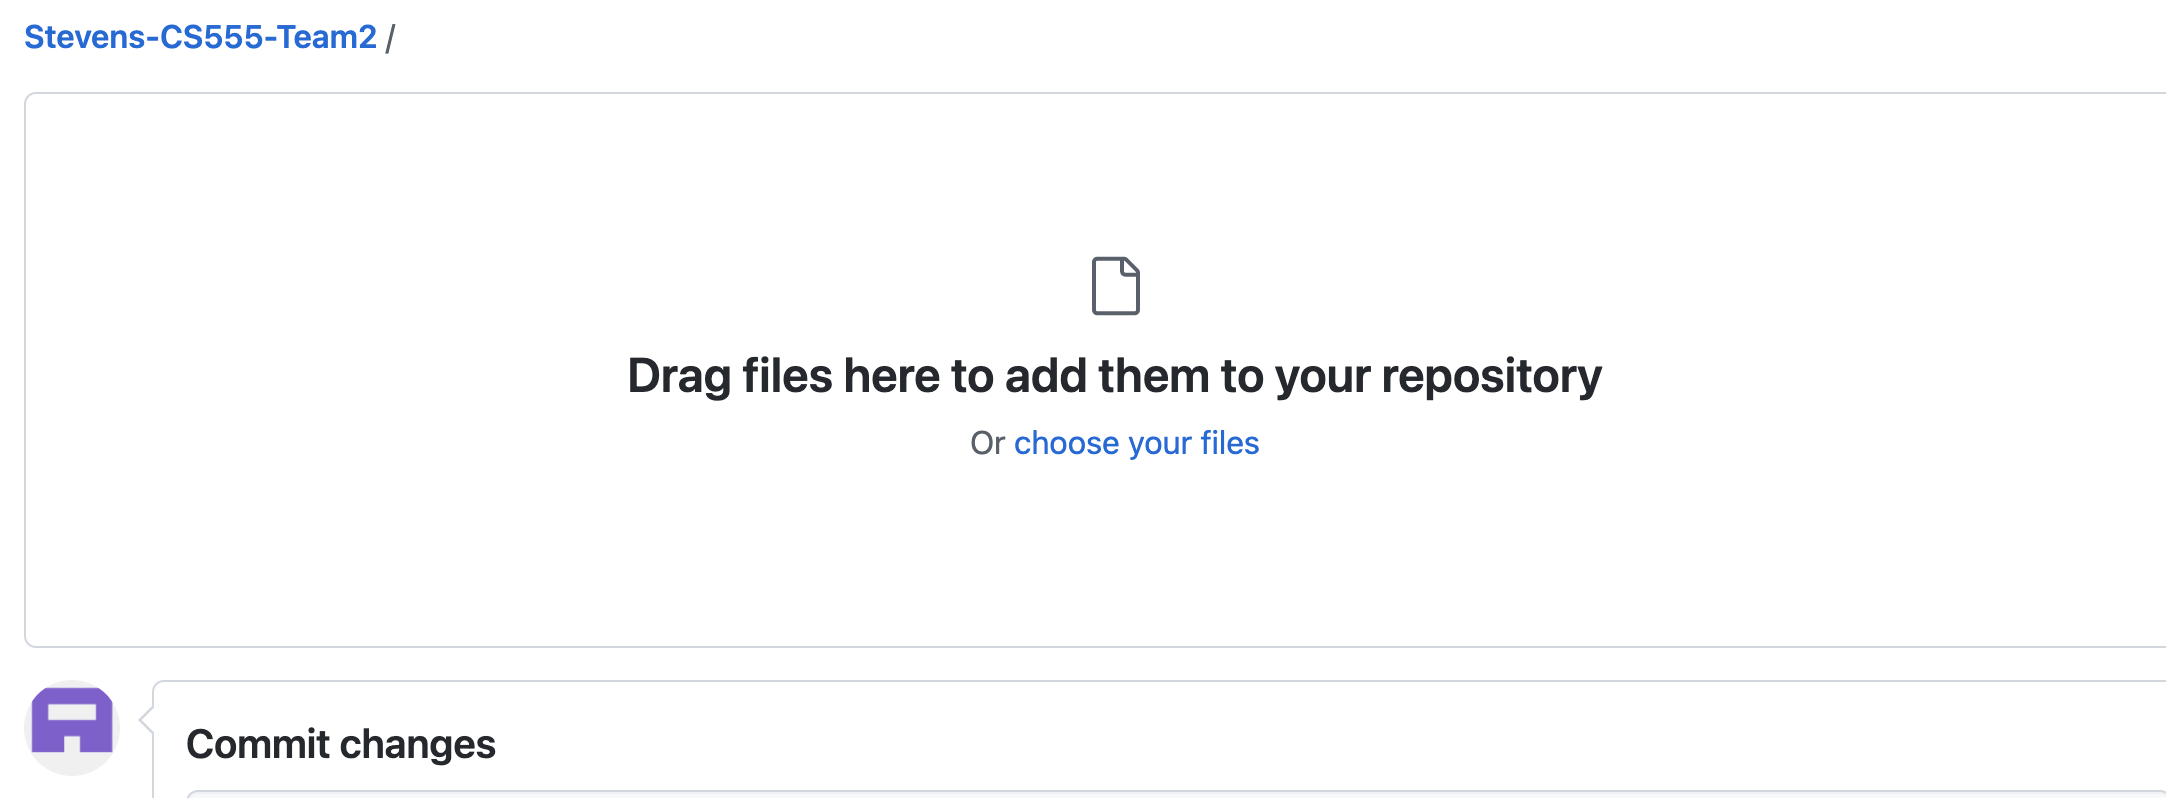 Stevens-CS555-Team2 /
Drag files here to add them to your repository
Or choose your files
Commit changes